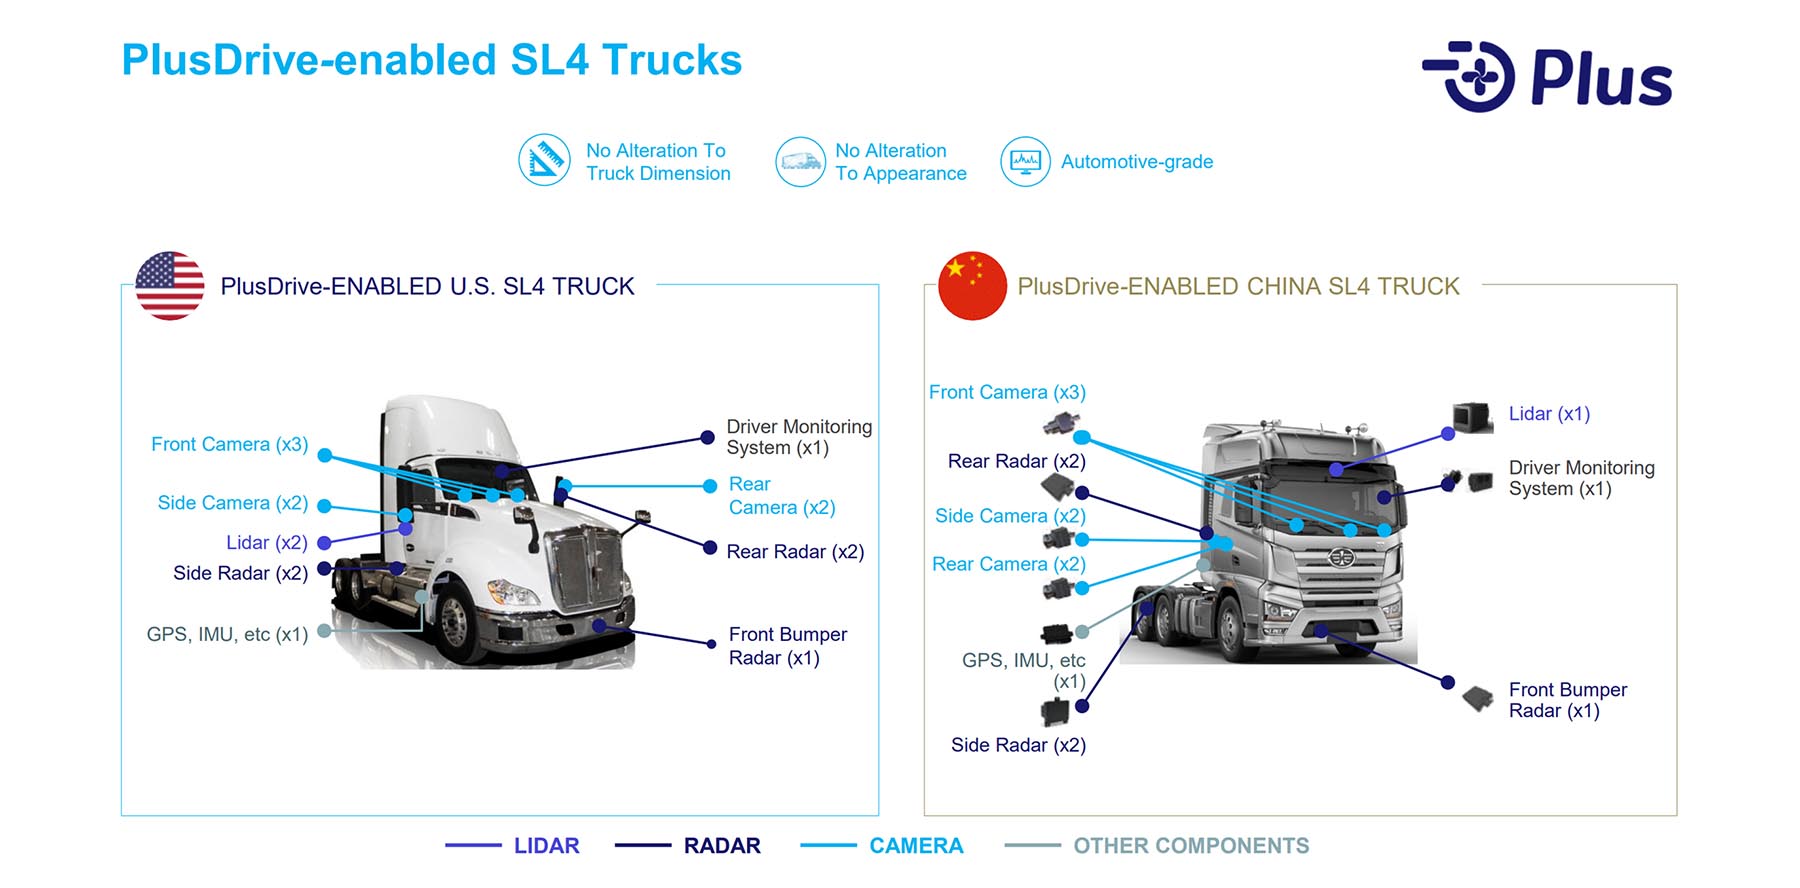 PlusDrive-enabled SL4 Trucks
Plus
No Alteration To
Truck Dimension
No Alteration
To Appearance
Automotive-grade
PlusDrive-ENABLED U.S. SL4 TRUCK
Front Camera (x3)
Side Camera (x2)
Lidar (x2)
Side Radar (x2)
GPS, IMU, etc (x1)
Driver Monitoring
System (x1)
Rear
Camera (x2)
Rear Radar (x2)
Front Bumper
Radar (x1)
PlusDrive-ENABLED CHINA SL4 TRUCK
Front Camera (x3)
Rear Radar (x2)
Side Camera (x2)
Rear Camera (x2)
GPS, IMU, etc
(x1)
Side Radar (x2)
Lidar (x1)
Driver Monitoring
System (x1)
Front Bumper
Radar (x1)
LIDAR
RADAR
CAMERA
OTHER COMPONENTS